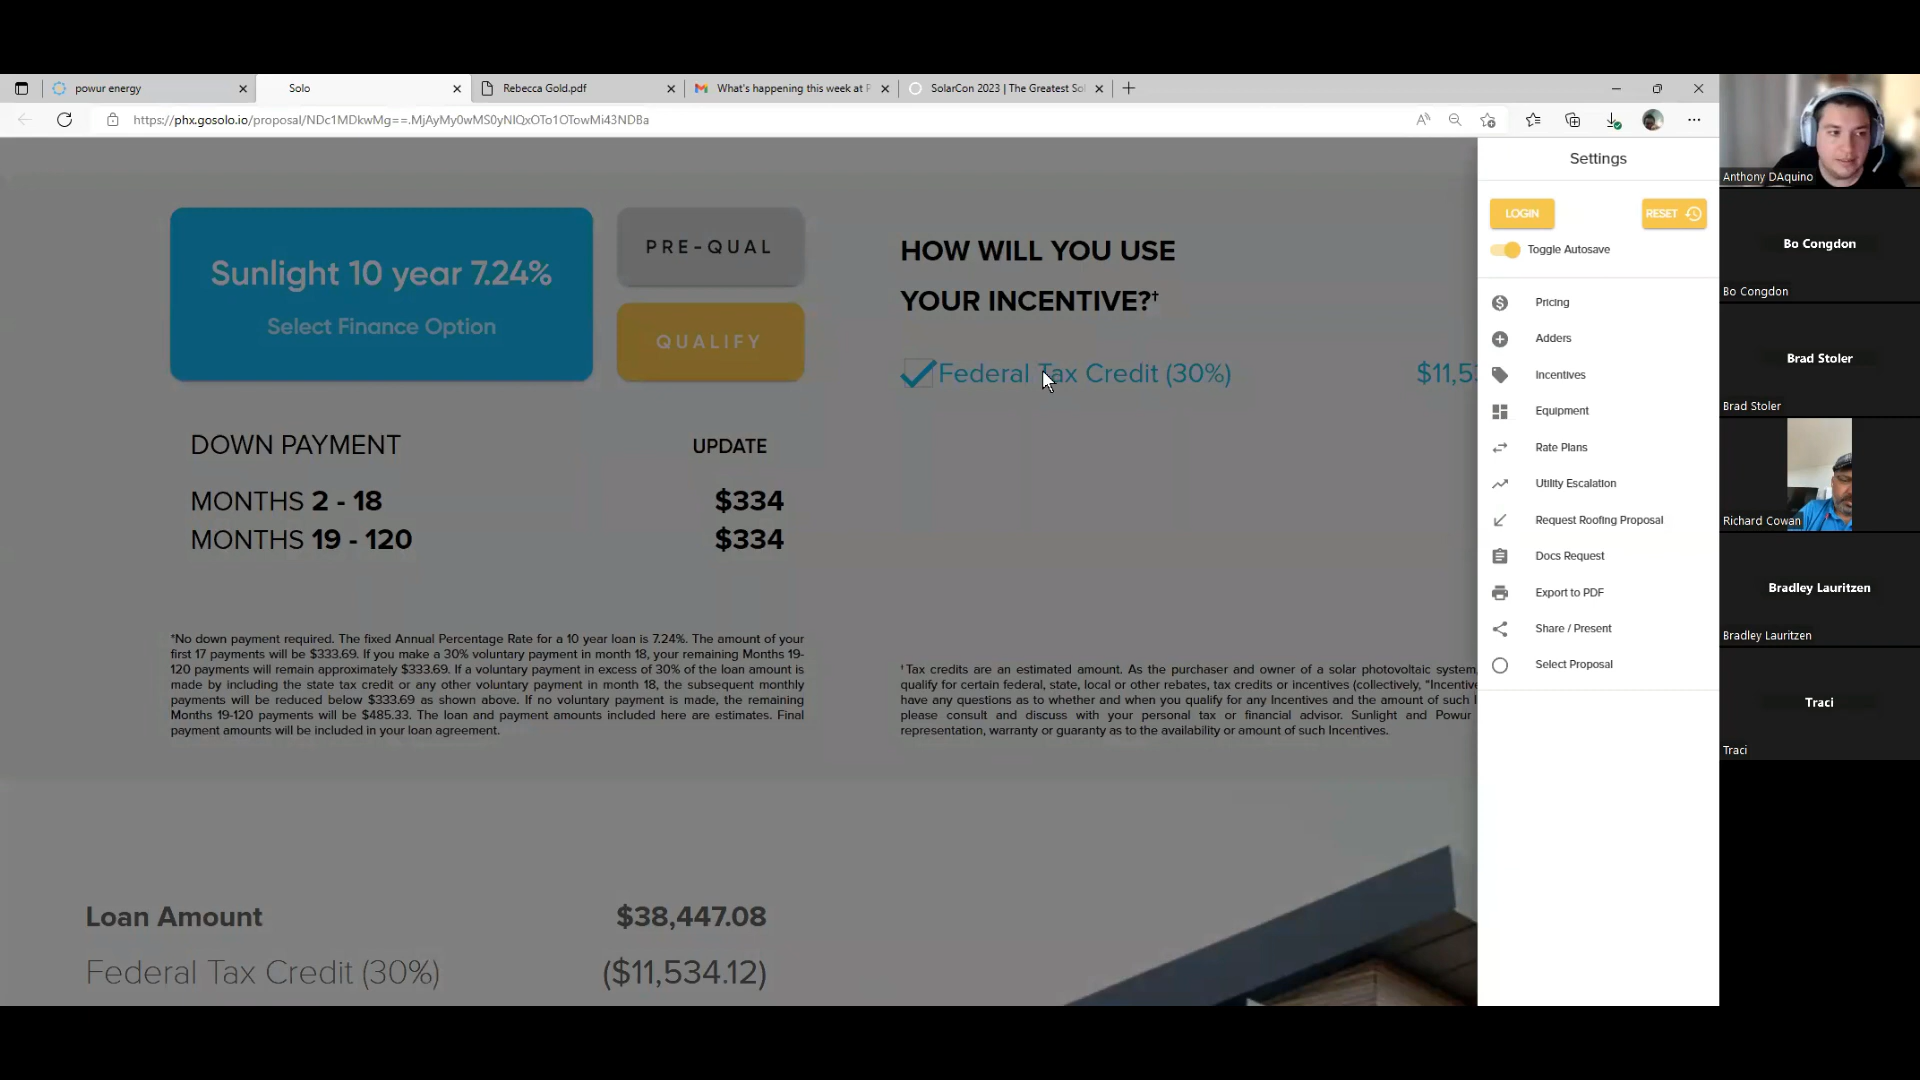 powur energy
Solo
Rebecca Gold.pdf
What's happening this week at P
SolarCon 2023 | The Greatest Sol
https://phx.gosolo.io/proposal/NDc1MDkwMg==.MjAyMy0wMS0yNlQxOTo1OTowMi43NDBa
Settings
LOGIN
RESET
Toggle Autosave
Pricing
Adders
Incentives
Equipment
Rate Plans
Utility Escalation
Request Roofing Proposal
Docs Request
Export to PDF
Share / Present
Select Proposal
Sunlight 10 year 7.24%
Select Finance Option
PRE-QUAL
QUALIFY
DOWN PAYMENT UPDATE
MONTHS 2 - 18 $334
MONTHS 19 - 120 $334
*No down payment required. The fixed Annual Percentage Rate for a 10 year loan is 7.24%. The amount of your
first 17 payments will be $333.69. If you make a 30% voluntary payment in month 18, your remaining Months 19-
120 payments will remain approximately $333.69. If a voluntary payment in excess of 30% of the loan amount is
made by including the state tax credit or any other voluntary payment in month 18, the subsequent monthly
payments will be reduced below $333.69 as shown above. If no voluntary payment is made, the remaining
Months 19-120 payments will be $485.33. The loan and payment amounts included here are estimates. Final
payment amounts will be included in your loan agreement.
HOW WILL YOU USE
YOUR INCENTIVE?†
Federal Tax Credit (30%) $11,53
†Tax credits are an estimated amount. As the purchaser and owner of a solar photovoltaic system,
qualify for certain federal, state, local or other rebates, tax credits or incentives (collectively, "Incentive
have any questions as to whether and when you qualify for any Incentives and the amount of such I
please consult and discuss with your personal tax or financial advisor. Sunlight and Powur
representation, warranty or guaranty as to the availability or amount of such Incentives.
Loan Amount $38,447.08
Federal Tax Credit (30%) ($11,534.12)
Anthony DAquino
Bo Congdon
Bo Congdon
Brad Stoler
Brad Stoler
Richard Cowan
Bradley Lauritzen
Bradley Lauritzen
Traci
Traci